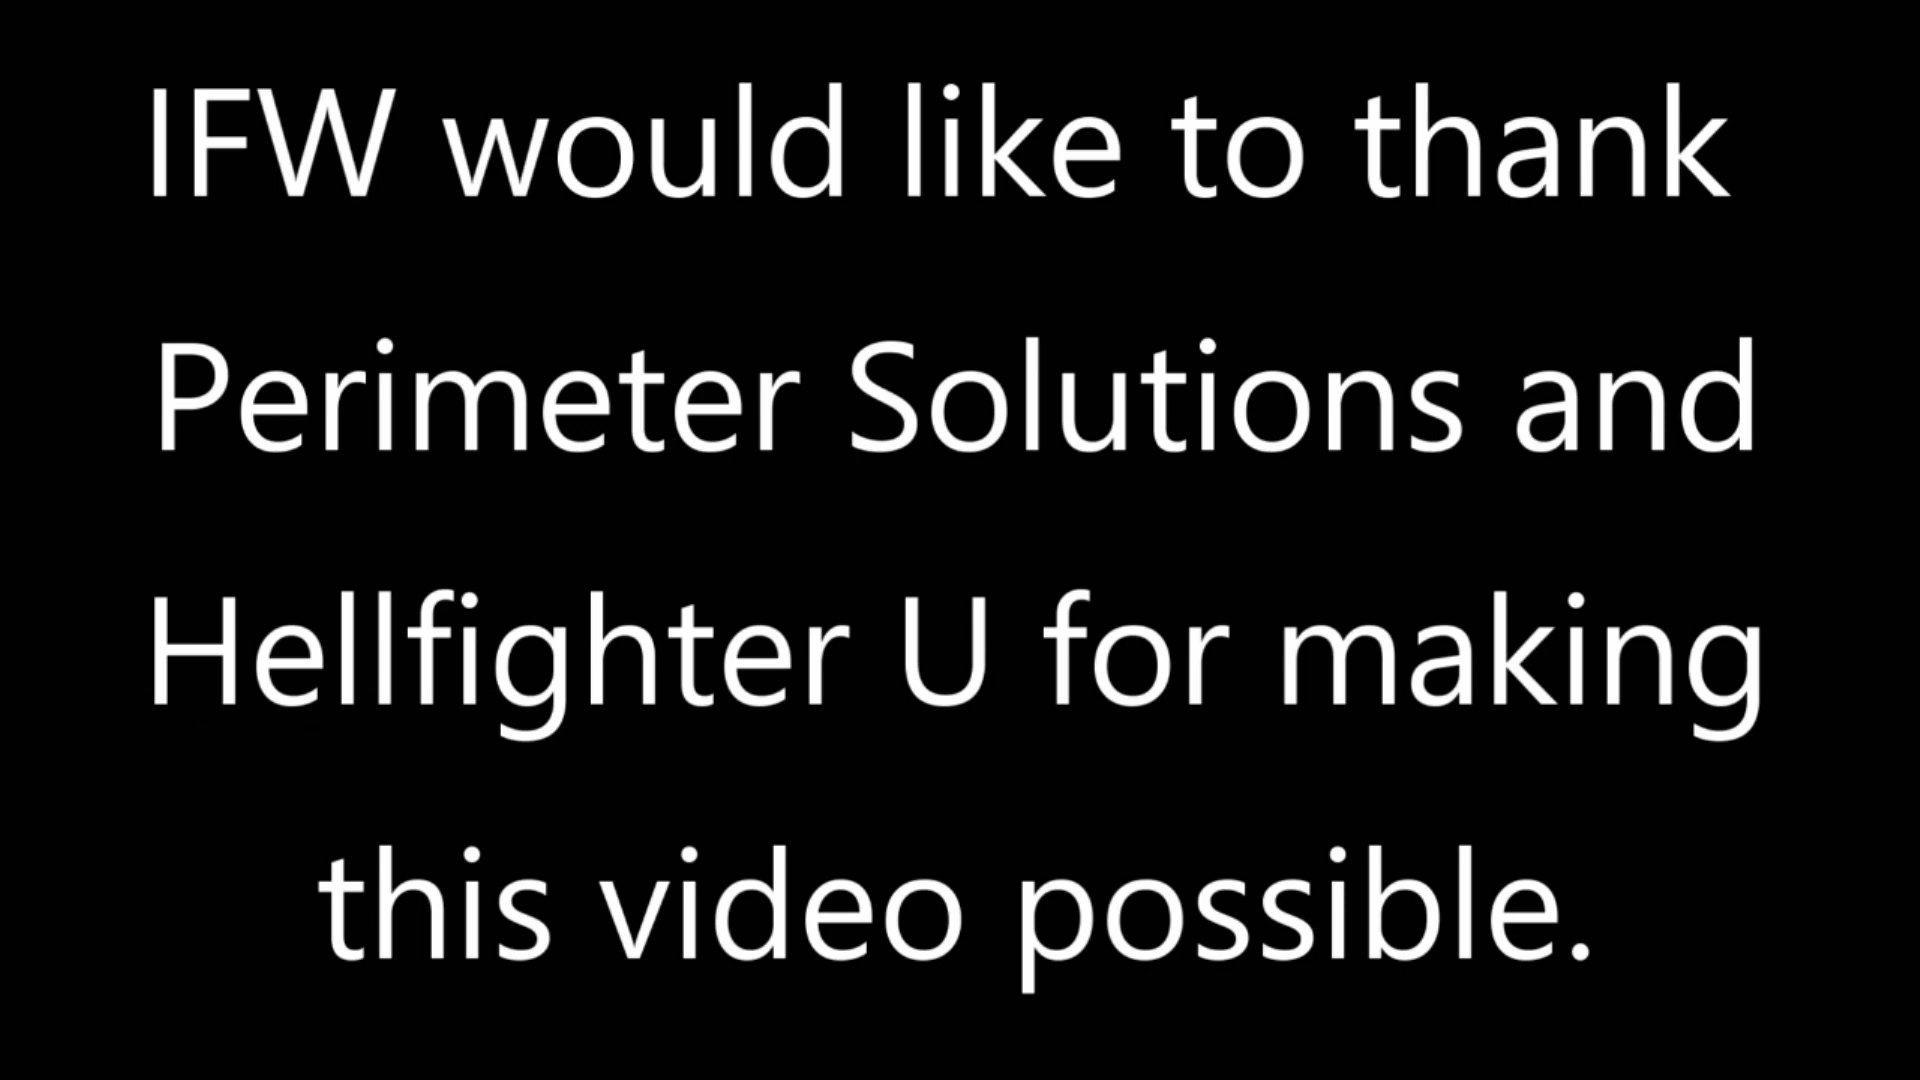 IFW would like to thank
Perimeter Solutions and
Hellfighter U for making
this video possible.